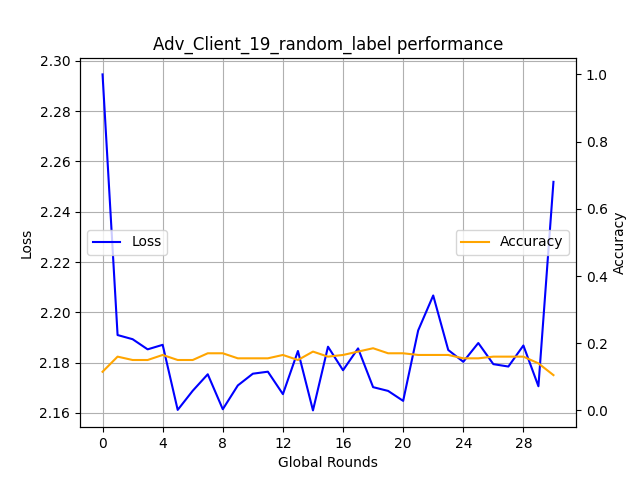 Adv_Client_19_random_label performance
2.30
2.28
2.26
2.24
2.22
2.20
2.18
2.16
Loss
1.0
0.8
0.6
0.4
0.2
0.0
Accuracy
Loss
Accuracy
0 4 8 12 16 20 24 28
Global Rounds